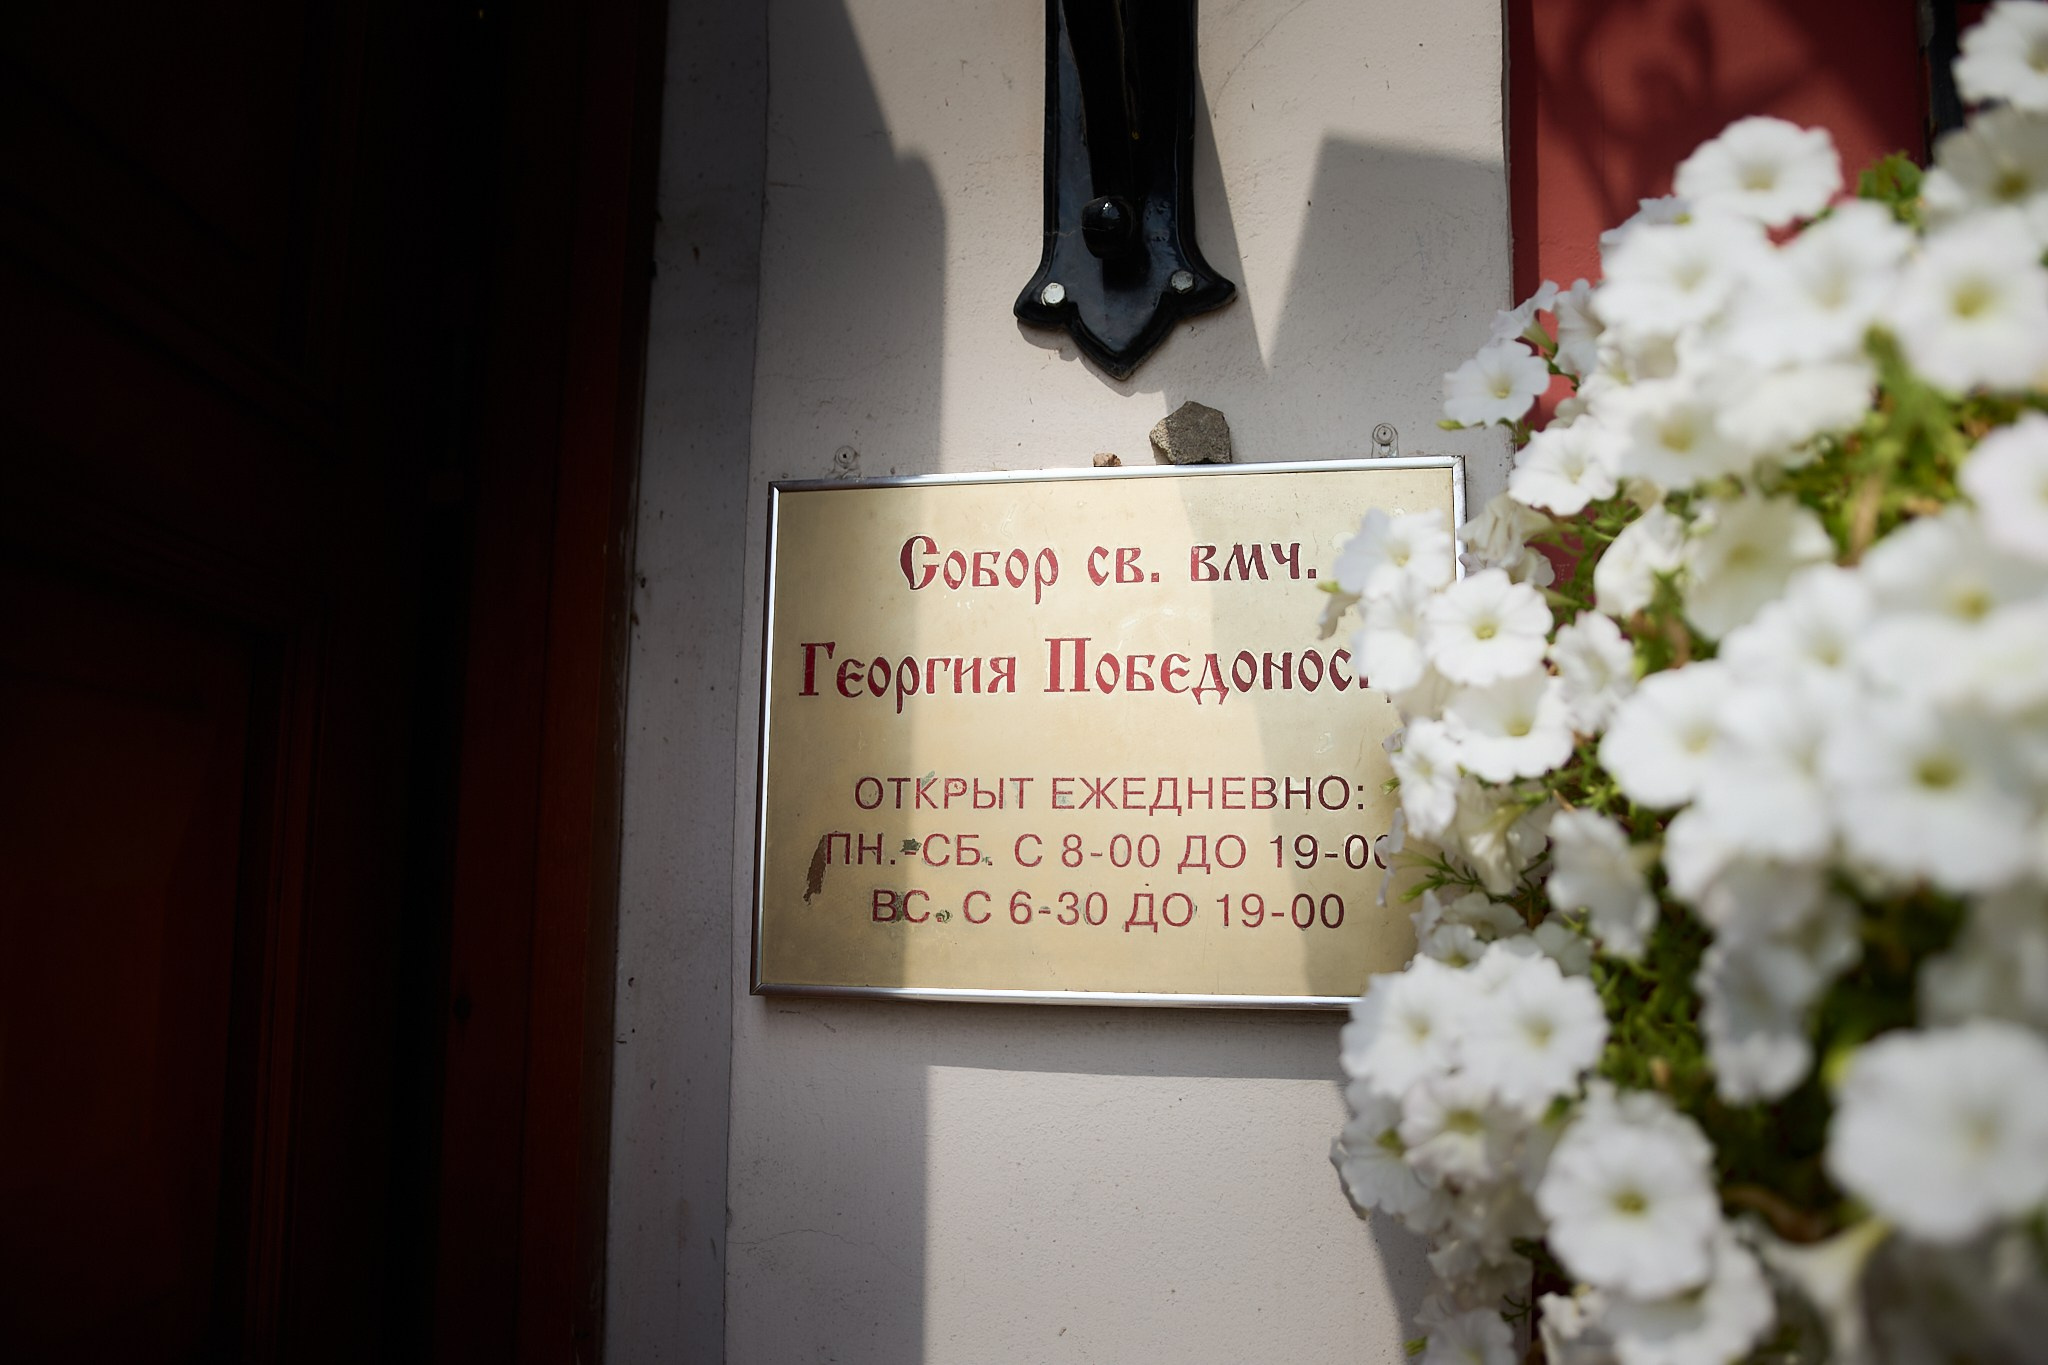 Собор св. вмч.
Георгия Победоносца
ОТКРЫТ ЕЖЕДНЕВНО:
ПН.-СБ. С 8-00 ДО 19-00
ВС. С 6-30 ДО 19-00